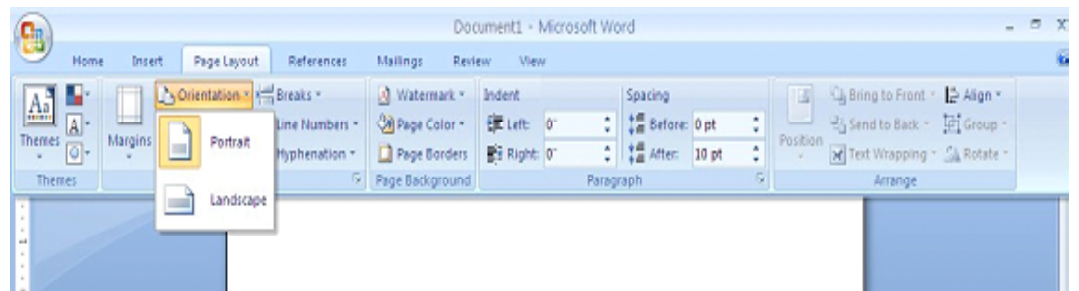 Document1 - Microsoft Word
Home Insert Page Layout References Mailings Review View
Aa Orientation Breaks Watermark Indent Spacing Bring to Front Align
A Line Numbers Page Color Left: 0" Before: 0 pt Send to Back Group
Themes Margins Portrait Hyphenation Page Borders Right: 0" After: 10 pt Position Text Wrapping Rotate
Themes Page Background Paragraph Arrange
Landscape
1